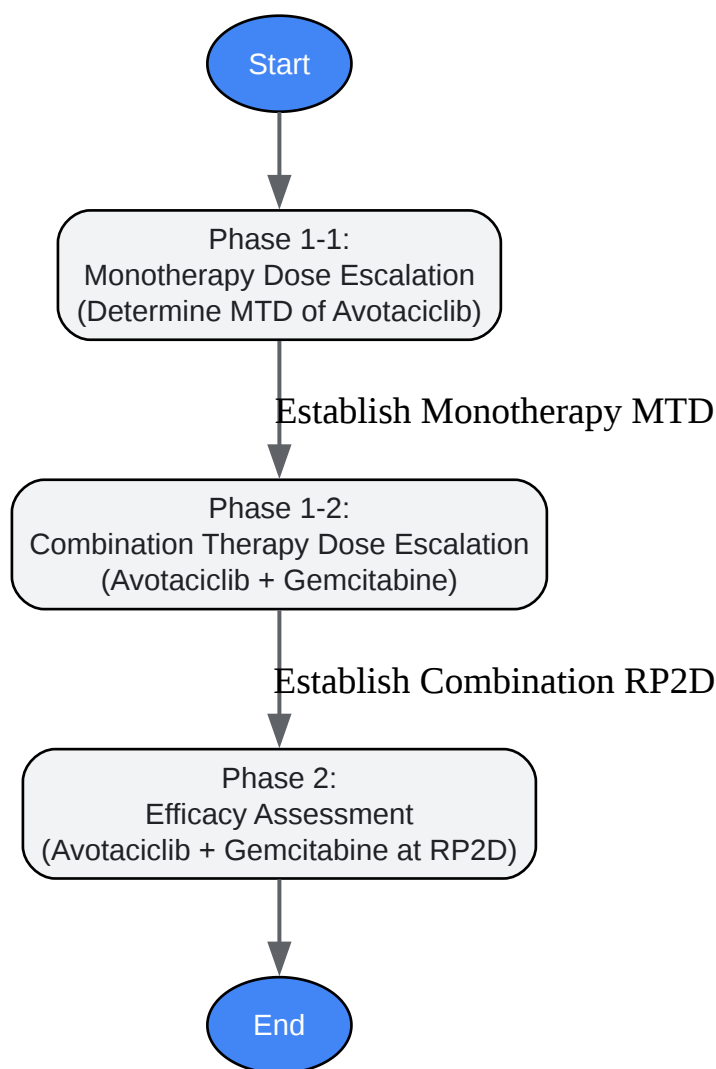 Start
Phase 1-1:
Monotherapy Dose Escalation
(Determine MTD of Avotaciclib)
Establish Monotherapy MTD
Phase 1-2:
Combination Therapy Dose Escalation
(Avotaciclib + Gemcitabine)
Establish Combination RP2D
Phase 2:
Efficacy Assessment
(Avotaciclib + Gemcitabine at RP2D)
End